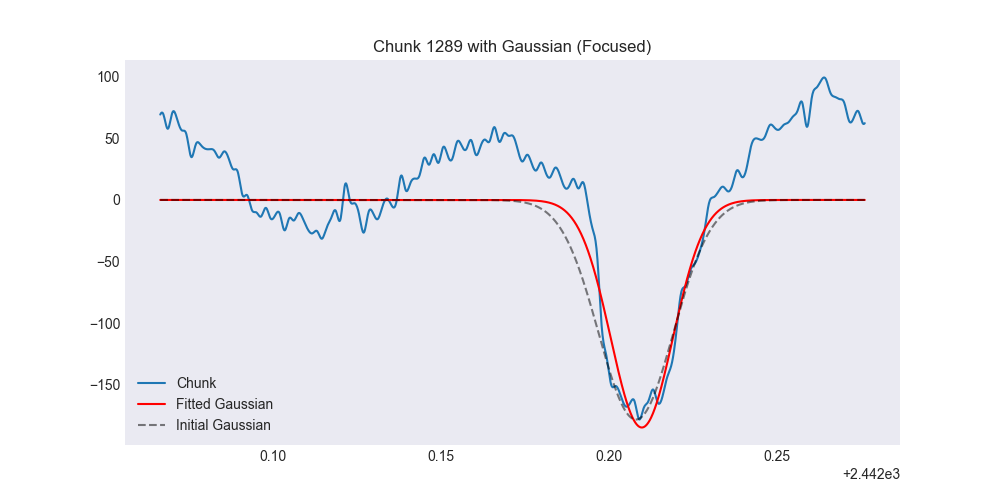 Chunk 1289 with Gaussian (Focused)
100
50
0
−50
−100
−150
Chunk
Fitted Gaussian
Initial Gaussian
0.10 0.15 0.20 0.25
+2.442e3